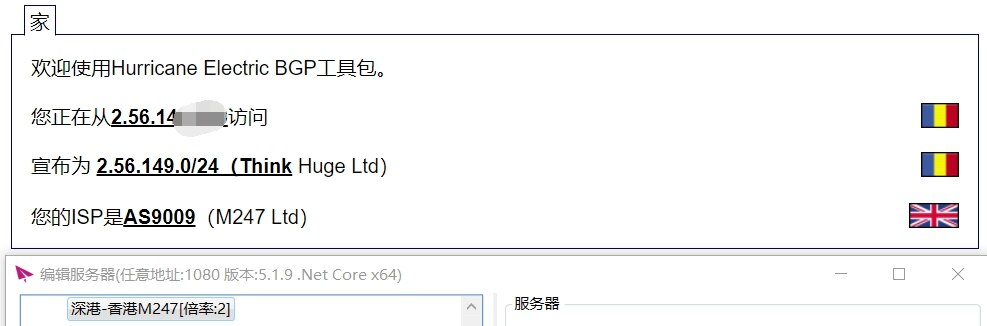 家
欢迎使用Hurricane Electric BGP工具包。
您正在从2.56.14 访问
宣布为 2.56.149.0/24（Think Huge Ltd）
您的ISP是AS9009（M247 Ltd）
编辑服务器(任意地址:1080 版本:5.1.9 .Net Core x64)
深港-香港M247[倍率:2]
服务器